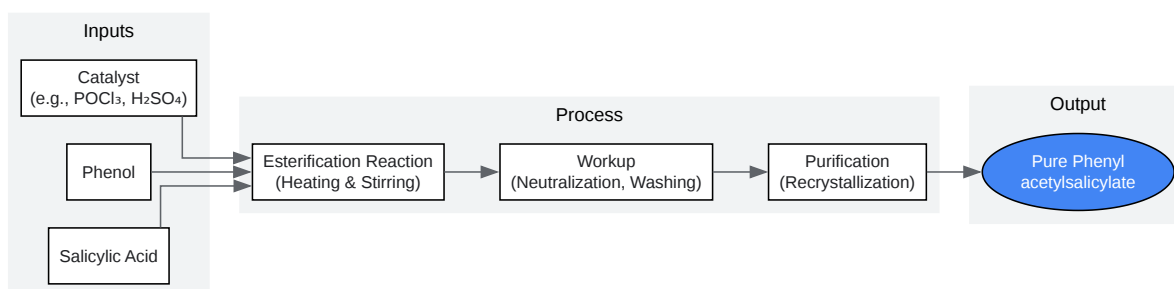 Inputs
Catalyst
(e.g., POCl₃, H₂SO₄)
Phenol
Salicylic Acid
Process
Esterification Reaction
(Heating & Stirring)
Workup
(Neutralization, Washing)
Purification
(Recrystallization)
Output
Pure Phenyl
acetylsalicylate